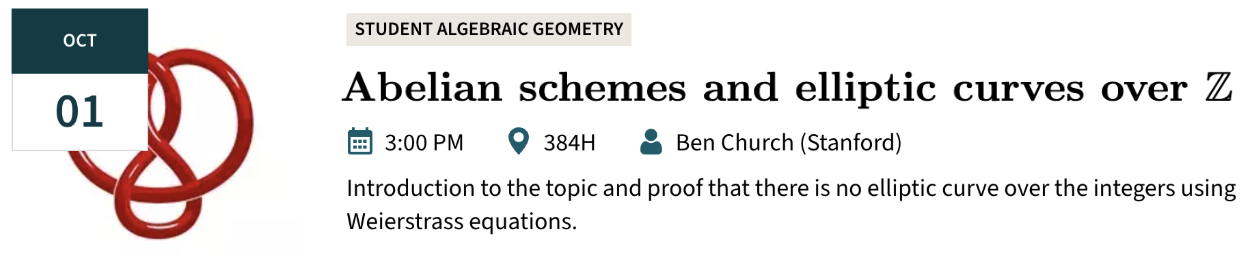 OCT
01
STUDENT ALGEBRAIC GEOMETRY
Abelian schemes and elliptic curves over ℤ
3:00 PM
384H
Ben Church (Stanford)
Introduction to the topic and proof that there is no elliptic curve over the integers using
Weierstrass equations.